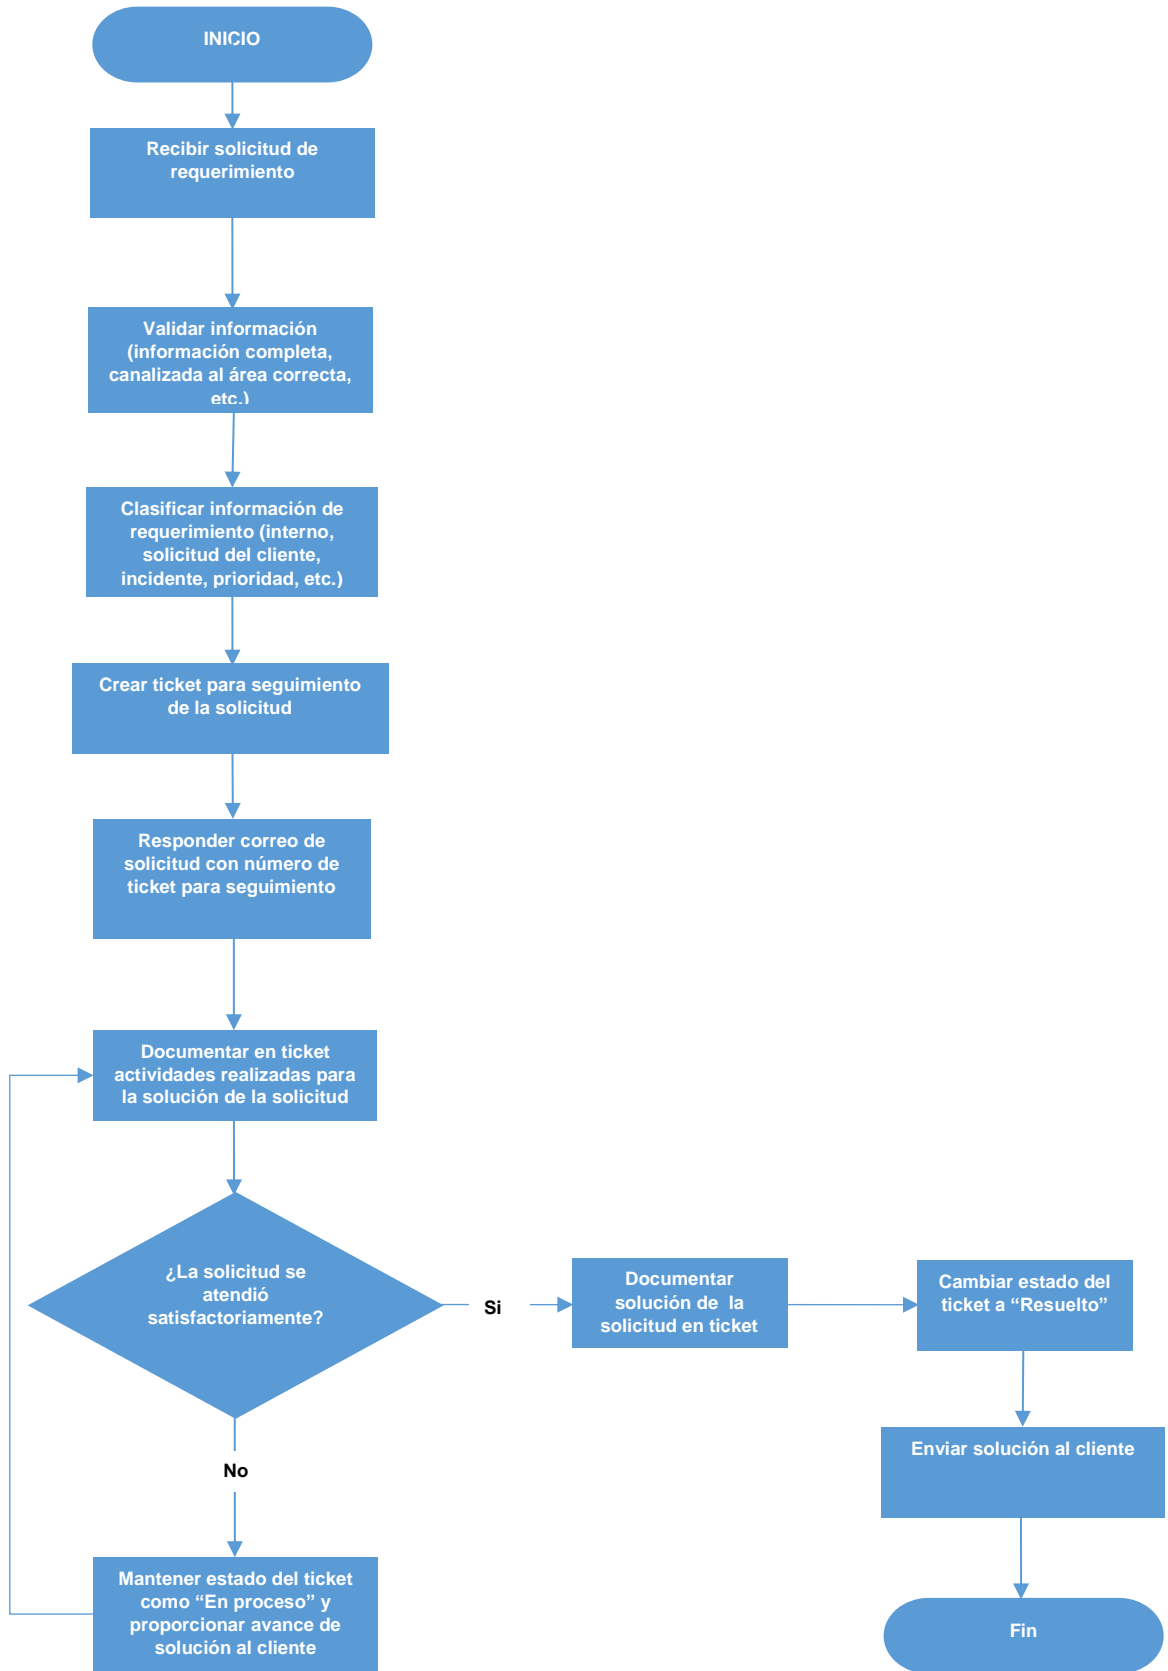 INICIO
Recibir solicitud de
requerimiento
Validar información
(información completa,
canalizada al área correcta,
etc.)
Clasificar información de
requerimiento (interno,
solicitud del cliente,
incidente, prioridad, etc.)
Crear ticket para seguimiento
de la solicitud
Responder correo de
solicitud con número de
ticket para seguimiento
Documentar en ticket
actividades realizadas para
la solución de la solicitud
¿La solicitud se
atendió
satisfactoriamente?
Si
Documentar
solución de  la
solicitud en ticket
Cambiar estado del
ticket a “Resuelto”
Enviar solución al cliente
Fin
No
Mantener estado del ticket
como “En proceso” y
proporcionar avance de
solución al cliente